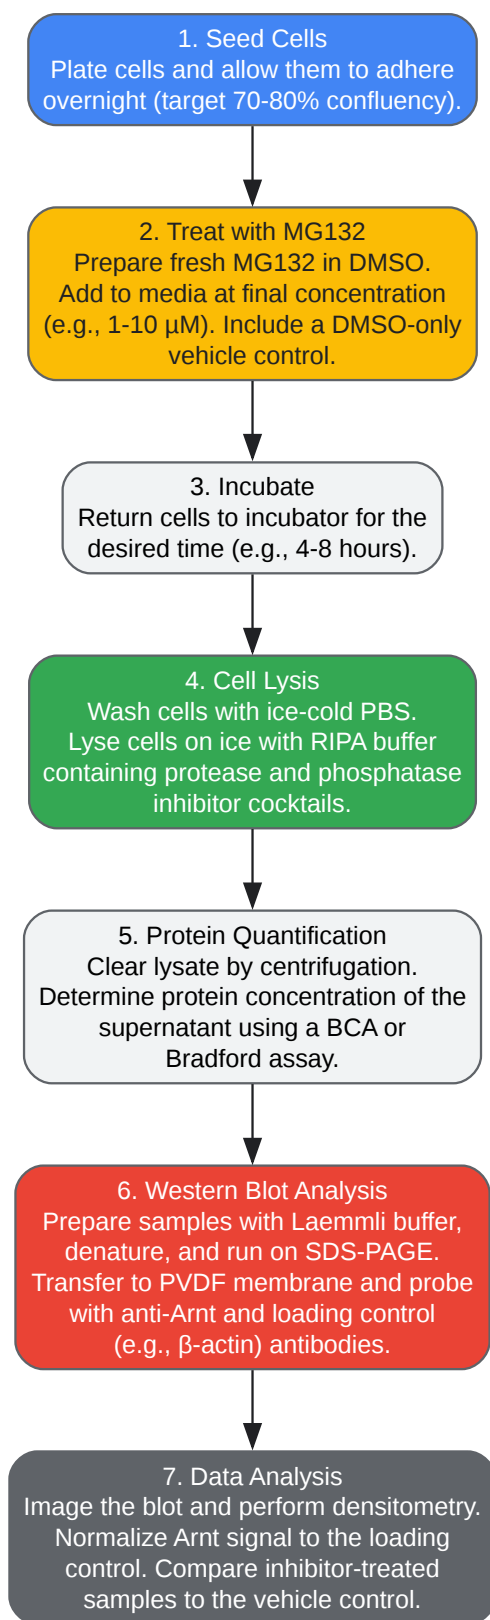 1. Seed Cells
Plate cells and allow them to adhere
overnight (target 70-80% confluency).
2. Treat with MG132
Prepare fresh MG132 in DMSO.
Add to media at final concentration
(e.g., 1-10 µM). Include a DMSO-only
vehicle control.
3. Incubate
Return cells to incubator for the
desired time (e.g., 4-8 hours).
4. Cell Lysis
Wash cells with ice-cold PBS.
Lyse cells on ice with RIPA buffer
containing protease and phosphatase
inhibitor cocktails.
5. Protein Quantification
Clear lysate by centrifugation.
Determine protein concentration of the
supernatant using a BCA or
Bradford assay.
6. Western Blot Analysis
Prepare samples with Laemmli buffer,
denature, and run on SDS-PAGE.
Transfer to PVDF membrane and probe
with anti-Arnt and loading control
(e.g., β-actin) antibodies.
7. Data Analysis
Image the blot and perform densitometry.
Normalize Arnt signal to the loading
control. Compare inhibitor-treated
samples to the vehicle control.